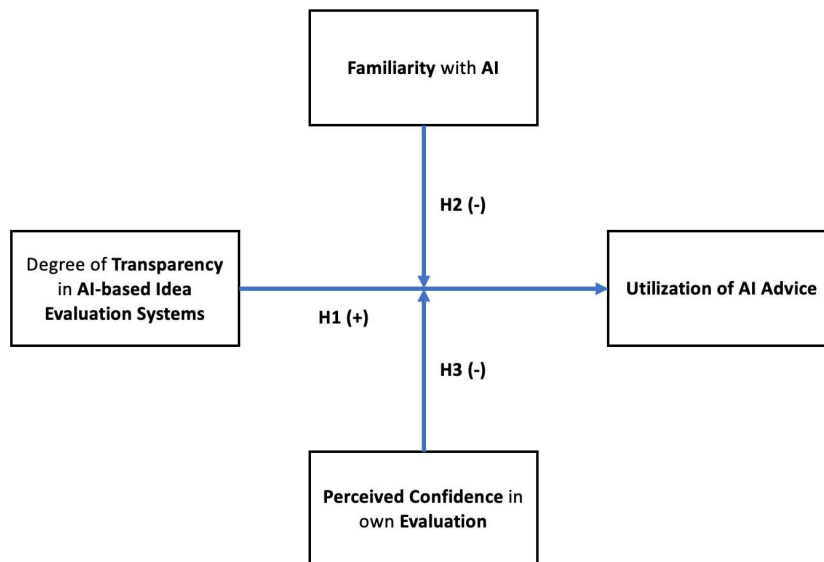 Familiarity with AI
H2 (-)
Degree of Transparency
in AI-based Idea
Evaluation Systems
Utilization of AI Advice
H1 (+)
H3 (-)
Perceived Confidence in
own Evaluation